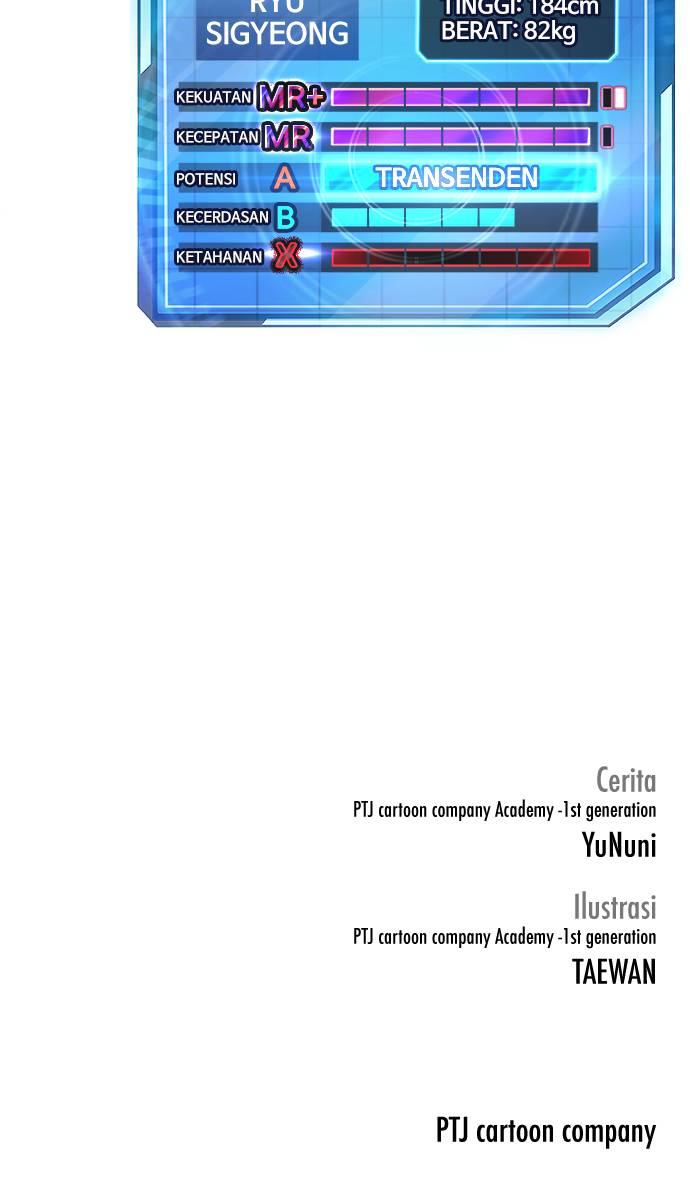 RYU
SIGYEONG
TINGGI: 184cm
BERAT: 82kg
KEKUATAN MR+
KECEPATAN MR
POTENSI A TRANSENDEN
KECERDASAN B
KETAHANAN X
Cerita
PTJ cartoon company Academy -1st generation
YuNuni
Ilustrasi
PTJ cartoon company Academy -1st generation
TAEWAN
PTJ cartoon company